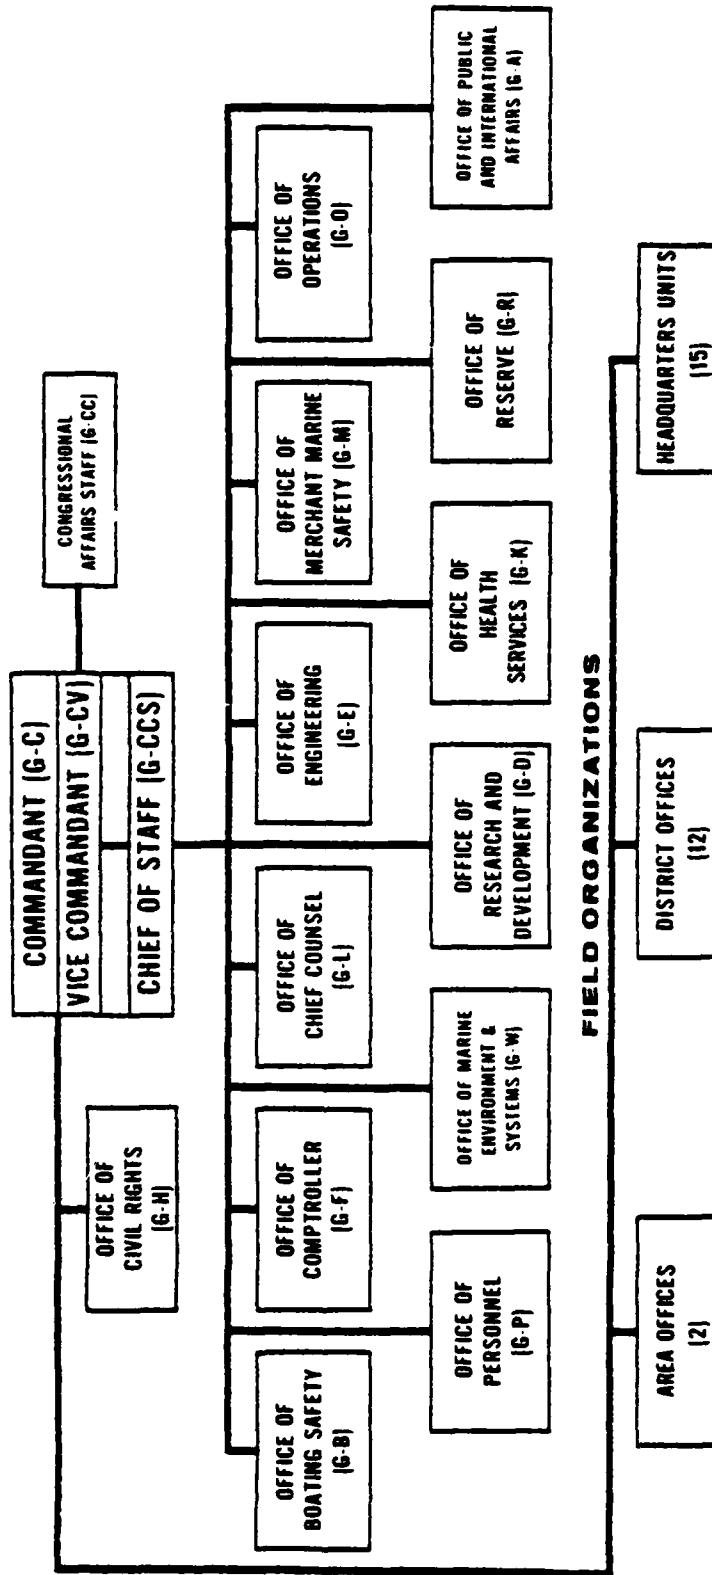 COMMANDANT (G-C)
VICE COMMANDANT (G-CV)
CHIEF OF STAFF (G-CCS)
CONGRESSIONAL
AFFAIRS STAFF (G-CC)
OFFICE OF
CIVIL RIGHTS
(G-H)
OFFICE OF
BOATING SAFETY
(G-B)
OFFICE OF
COMPTROLLER
(G-F)
OFFICE OF
CHIEF COUNSEL
(G-L)
OFFICE OF
ENGINEERING
(G-E)
OFFICE OF
MERCHANT MARINE
SAFETY (G-M)
OFFICE OF
OPERATIONS
(G-O)
OFFICE OF
PERSONNEL
(G-P)
OFFICE OF MARINE
ENVIRONMENT &
SYSTEMS (G-W)
OFFICE OF
RESEARCH AND
DEVELOPMENT (G-D)
OFFICE OF
HEALTH
SERVICES (G-K)
OFFICE OF
RESERVE (G-R)
OFFICE OF PUBLIC
AND INTERNATIONAL
AFFAIRS (G-A)
FIELD ORGANIZATIONS
AREA OFFICES
(2)
DISTRICT OFFICES
(12)
HEADQUARTERS UNITS
(15)